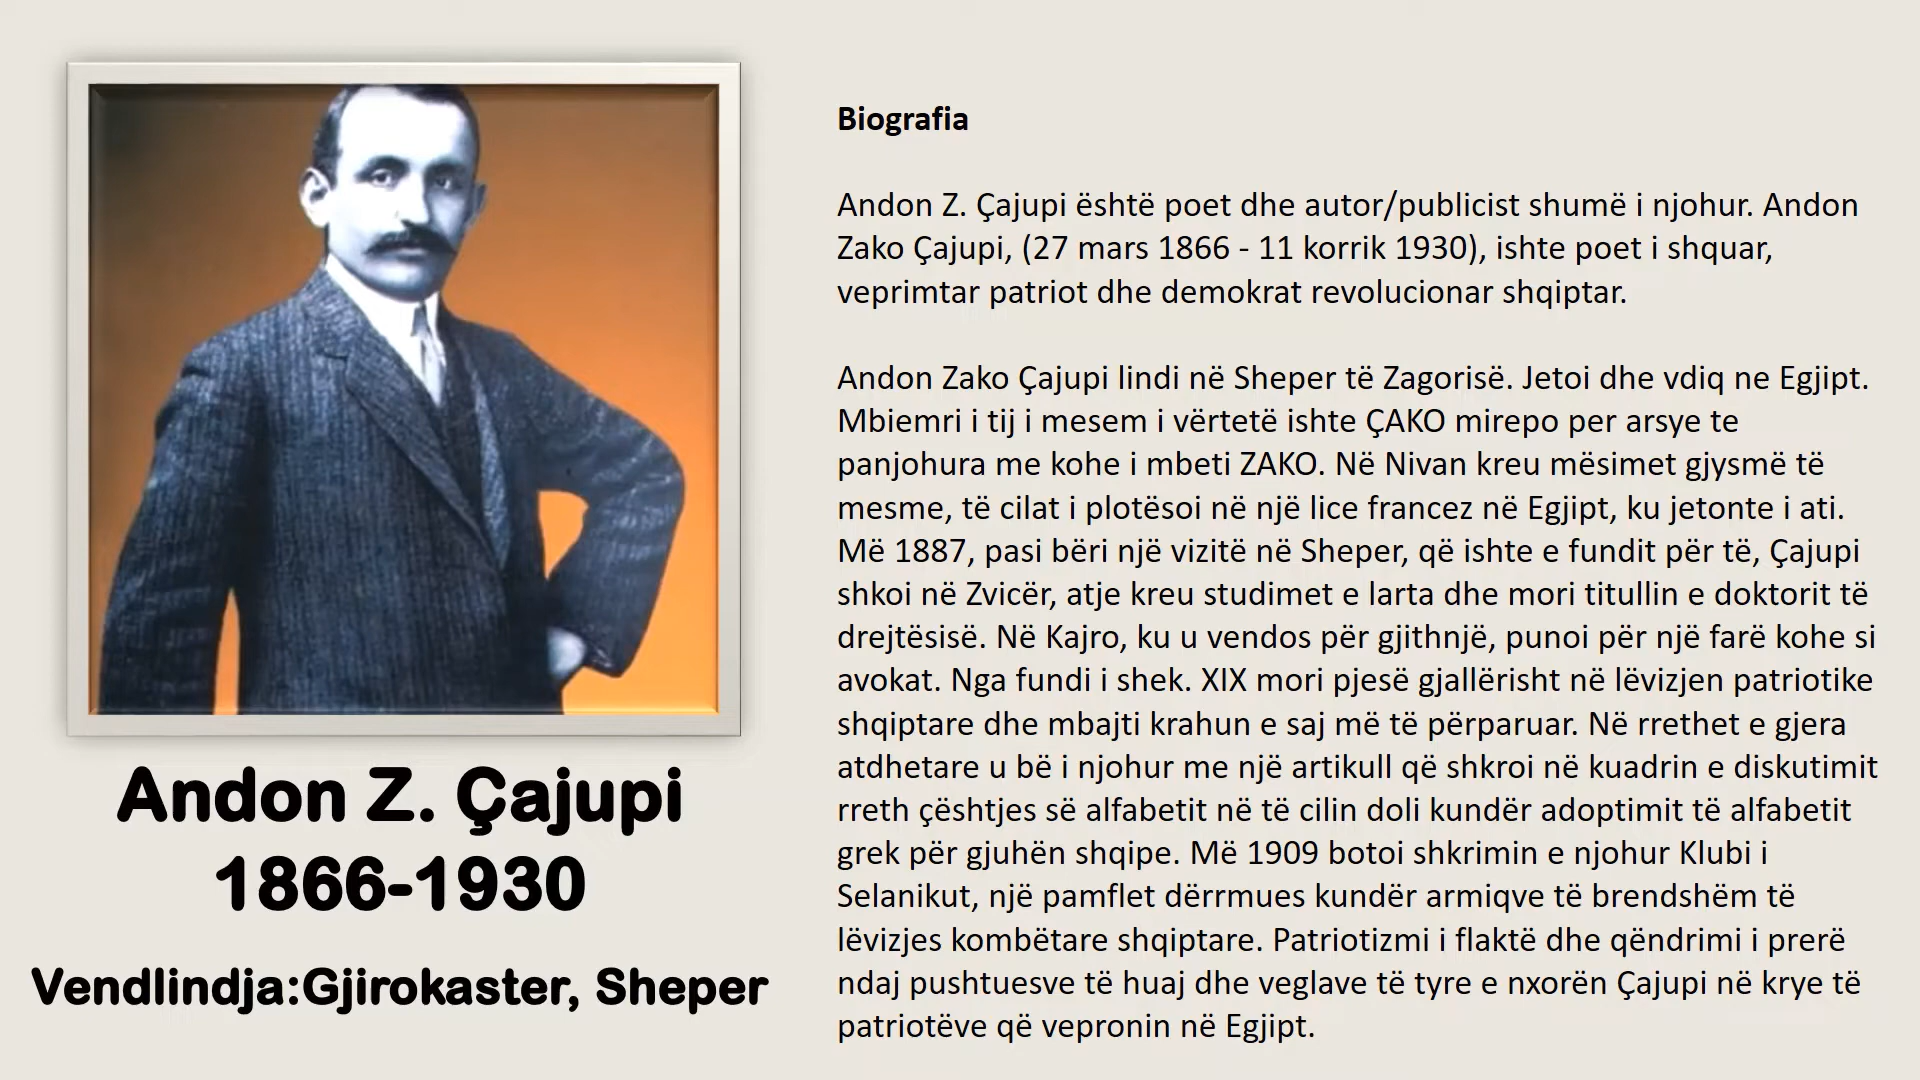 Andon Z. Çajupi
1866-1930
Vendlindja:Gjirokaster, Sheper
Biografia
Andon Z. Çajupi është poet dhe autor/publicist shumë i njohur. Andon
Zako Çajupi, (27 mars 1866 - 11 korrik 1930), ishte poet i shquar,
veprimtar patriot dhe demokrat revolucionar shqiptar.
Andon Zako Çajupi lindi në Sheper të Zagorisë. Jetoi dhe vdiq ne Egjipt.
Mbiemri i tij i mesem i vërtetë ishte ÇAKO mirepo per arsye te
panjohura me kohe i mbeti ZAKO. Në Nivan kreu mësimet gjysmë të
mesme, të cilat i plotësoi në një lice francez në Egjipt, ku jetonte i ati.
Më 1887, pasi bëri një vizitë në Sheper, që ishte e fundit për të, Çajupi
shkoi në Zvicër, atje kreu studimet e larta dhe mori titullin e doktorit të
drejtësisë. Në Kajro, ku u vendos për gjithnjë, punoi për një farë kohe si
avokat. Nga fundi i shek. XIX mori pjesë gjallërisht në lëvizjen patriotike
shqiptare dhe mbajti krahun e saj më të përparuar. Në rrethet e gjera
atdhetare u bë i njohur me një artikull që shkroi në kuadrin e diskutimit
rreth çështjes së alfabetit në të cilin doli kundër adoptimit të alfabetit
grek për gjuhën shqipe. Më 1909 botoi shkrimin e njohur Klubi i
Selanikut, një pamflet dërrmues kundër armiqve të brendshëm të
lëvizjes kombëtare shqiptare. Patriotizmi i flaktë dhe qëndrimi i prerë
ndaj pushtuesve të huaj dhe veglave të tyre e nxorën Çajupi në krye të
patriotëve që vepronin në Egjipt.